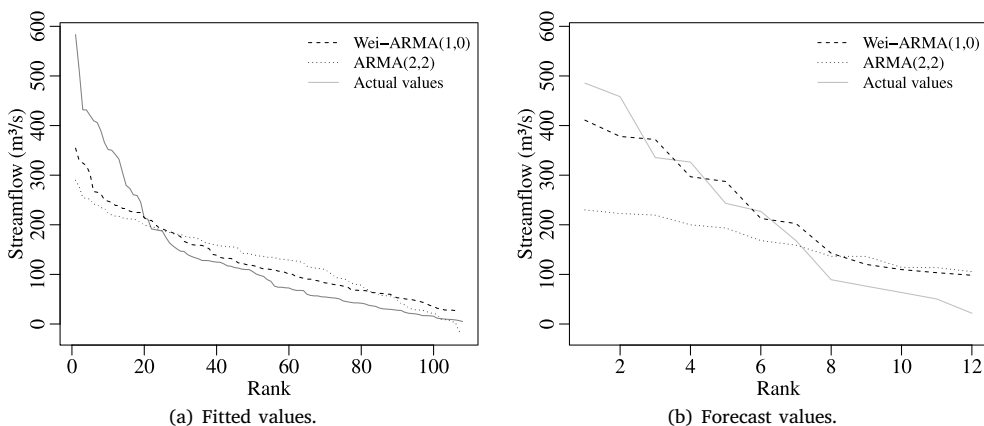 Streamflow (m³/s)
600
500
400
300
200
100
0
Wei−ARMA(1,0)
ARMA(2,2)
Actual values
0 20 40 60 80 100
Rank
(a) Fitted values.
Streamflow (m³/s)
600
500
400
300
200
100
0
Wei−ARMA(1,0)
ARMA(2,2)
Actual values
2 4 6 8 10 12
Rank
(b) Forecast values.